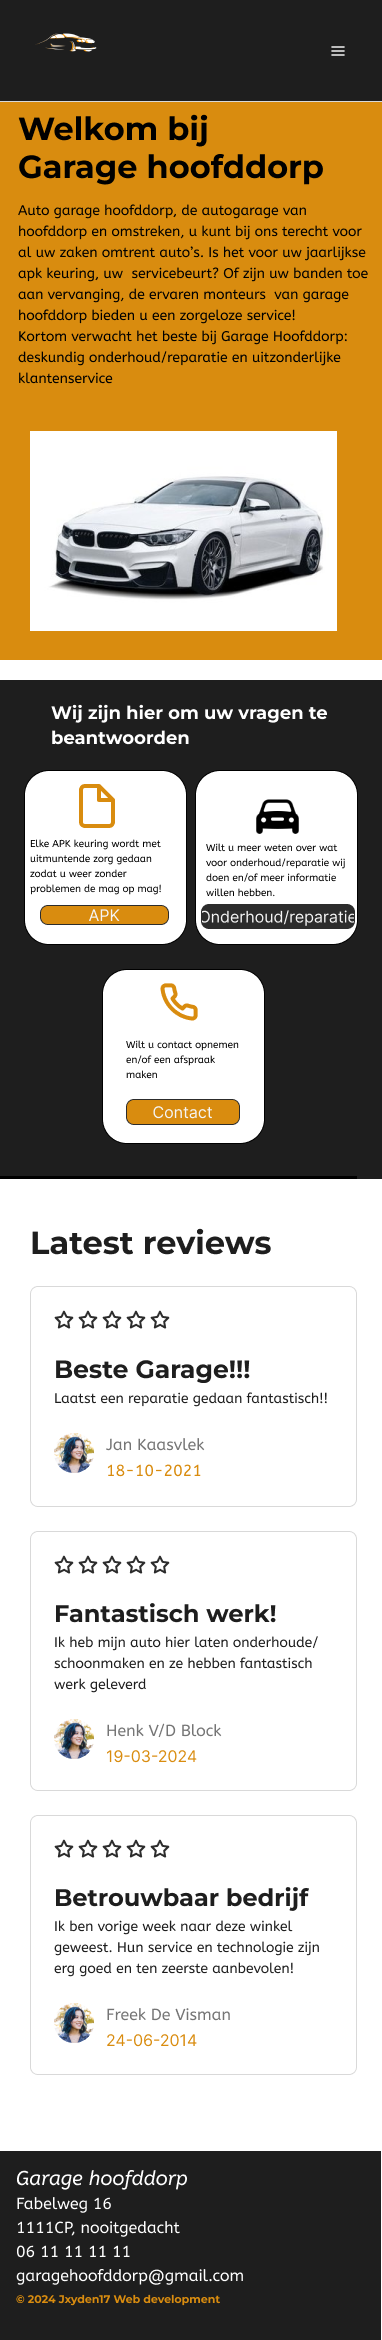 Welkom bij
Garage hoofddorp
Auto garage hoofddorp, de autogarage van
hoofddorp en omstreken, u kunt bij ons terecht voor
al uw zaken omtrent auto’s. Is het voor uw jaarlijkse
apk keuring, uw  servicebeurt? Of zijn uw banden toe
aan vervanging, de ervaren monteurs  van garage
hoofddorp bieden u een zorgeloze service!
Kortom verwacht het beste bij Garage Hoofddorp:
deskundig onderhoud/reparatie en uitzonderlijke
klantenservice
Wij zijn hier om uw vragen te
beantwoorden
Elke APK keuring wordt met
uitmuntende zorg gedaan
zodat u weer zonder
problemen de mag op mag!
APK
Wilt u meer weten over wat
voor onderhoud/reparatie wij
doen en/of meer informatie
willen hebben.
Onderhoud/reparatie
Wilt u contact opnemen
en/of een afspraak
maken
Contact
Latest reviews
Beste Garage!!!
Laatst een reparatie gedaan fantastisch!!
Jan Kaasvlek
18-10-2021
Fantastisch werk!
Ik heb mijn auto hier laten onderhoude/
schoonmaken en ze hebben fantastisch
werk geleverd
Henk V/D Block
19-03-2024
Betrouwbaar bedrijf
Ik ben vorige week naar deze winkel
geweest. Hun service en technologie zijn
erg goed en ten zeerste aanbevolen!
Freek De Visman
24-06-2014
Garage hoofddorp
Fabelweg 16
1111CP, nooitgedacht
06 11 11 11 11
garagehoofddorp@gmail.com
© 2024 Jxyden17 Web development